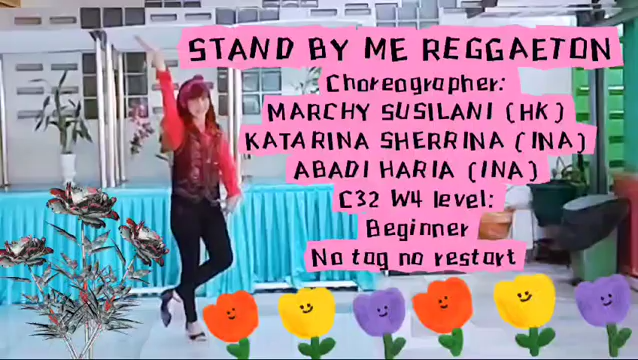 STAND BY ME REGGAETON
Choreographer:
MARCHY SUSILANI (HK)
KATARINA SHERRINA (INA)
ABADI HARIA (INA)
C32 W4 level:
Beginner
No tag no restart